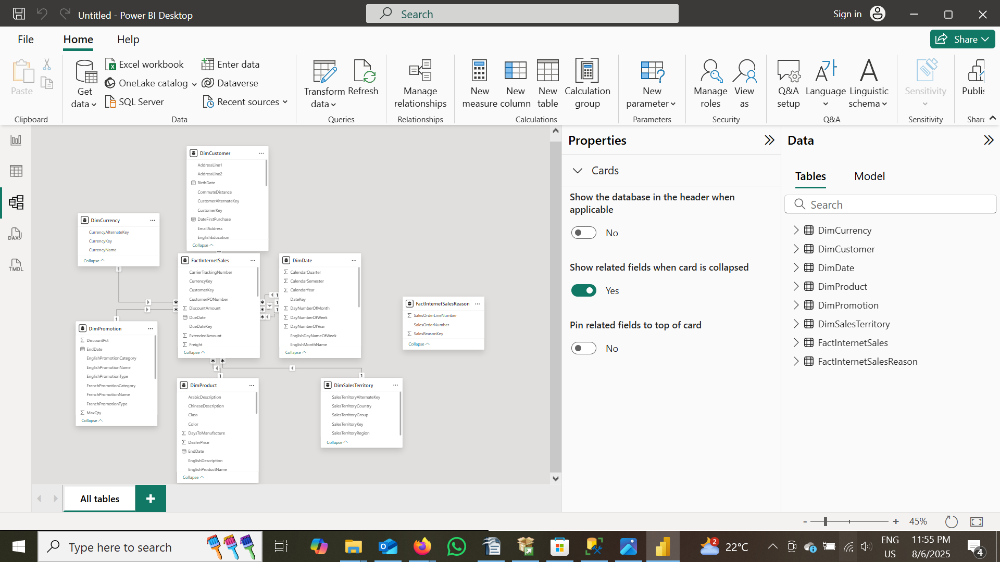 Untitled - Power BI Desktop
Search
Sign in
File
Home
Help
Share
Paste
Clipboard
Get data
Excel workbook
OneLake catalog
SQL Server
Enter data
Dataverse
Recent sources
Data
Transform data
Refresh
Queries
Manage relationships
Relationships
New measure
New column
New table
Calculation group
Calculations
New parameter
Parameters
Manage roles
View as
Security
Q&A setup
Language
Linguistic schema
Q&A
Sensitivity
Sensitivity
Publis
Share
DAX
TMDL
DimCustomer
AddressLine1
AddressLine2
BirthDate
CommuteDistance
CustomerAlternateKey
CustomerKey
DateFirstPurchase
EmailAddress
EnglishEducation
Collapse
DimCurrency
CurrencyAlternateKey
CurrencyKey
CurrencyName
Collapse
1
FactInternetSales
CarrierTrackingNumber
CurrencyKey
CustomerKey
CustomerPONumber
DiscountAmount
DueDate
DueDateKey
ExtendedAmount
Freight
Collapse
DimDate
CalendarQuarter
CalendarSemester
CalendarYear
DateKey
DayNumberOfMonth
DayNumberOfWeek
DayNumberOfYear
EnglishDayNameOfWeek
EnglishMonthName
Collapse
1
1
1
FactInternetSalesReason
SalesOrderLineNumber
SalesOrderNumber
SalesReasonKey
Collapse
1
DimPromotion
DiscountPct
EndDate
EnglishPromotionCategory
EnglishPromotionName
EnglishPromotionType
FrenchPromotionCategory
FrenchPromotionName
FrenchPromotionType
MaxQty
Collapse
1
DimProduct
ArabicDescription
ChineseDescription
Class
Color
DaysToManufacture
DealerPrice
EndDate
EnglishDescription
EnglishProductName
Collapse
1
DimSalesTerritory
SalesTerritoryAlternateKey
SalesTerritoryCountry
SalesTerritoryGroup
SalesTerritoryKey
SalesTerritoryRegion
Collapse
All tables
Properties
Cards
Show the database in the header when
applicable
No
Show related fields when card is collapsed
Yes
Pin related fields to top of card
No
Data
Tables
Model
Search
DimCurrency
DimCustomer
DimDate
DimProduct
DimPromotion
DimSalesTerritory
FactInternetSales
FactInternetSalesReason
- + 45%
Type here to search
2
22°C
ENG
US
11:55 PM
8/6/2025
4